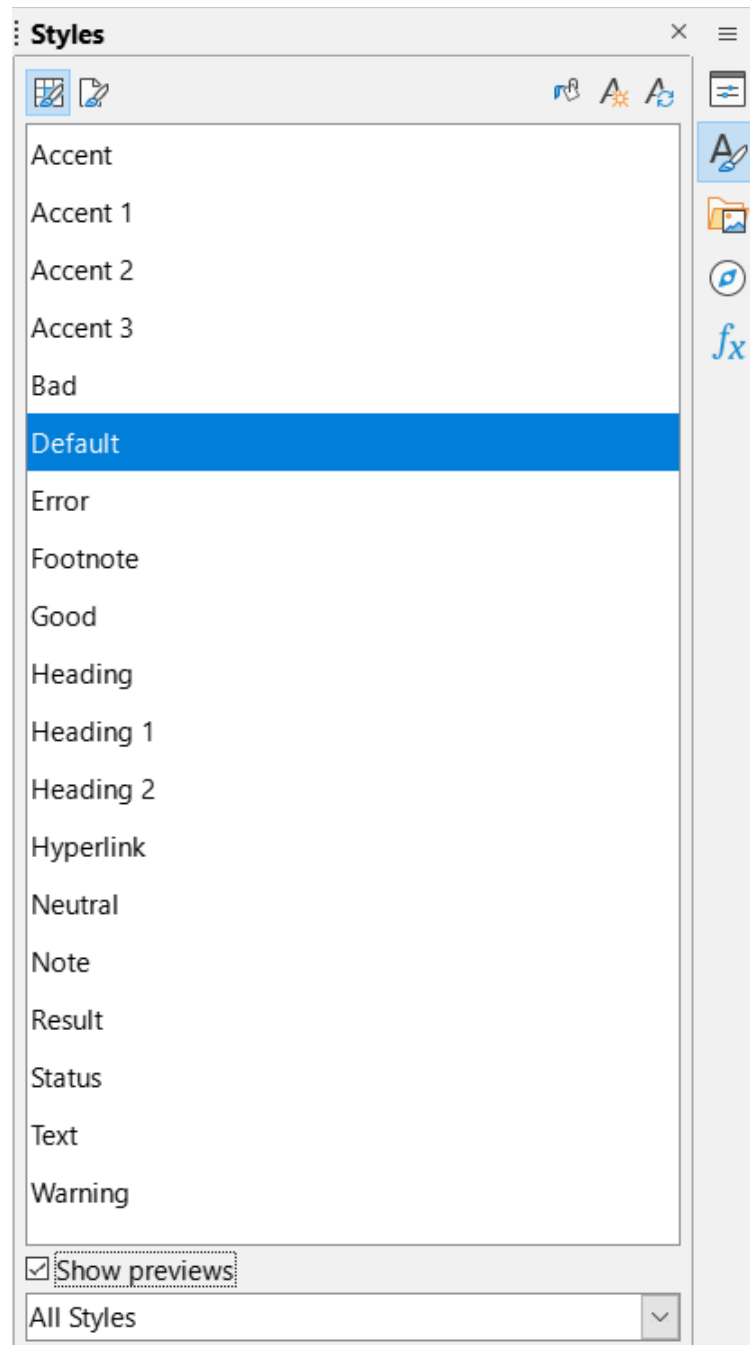 Styles
Accent
Accent 1
Accent 2
Accent 3
Bad
Default
Error
Footnote
Good
Heading
Heading 1
Heading 2
Hyperlink
Neutral
Note
Result
Status
Text
Warning
Show previews
All Styles
fx